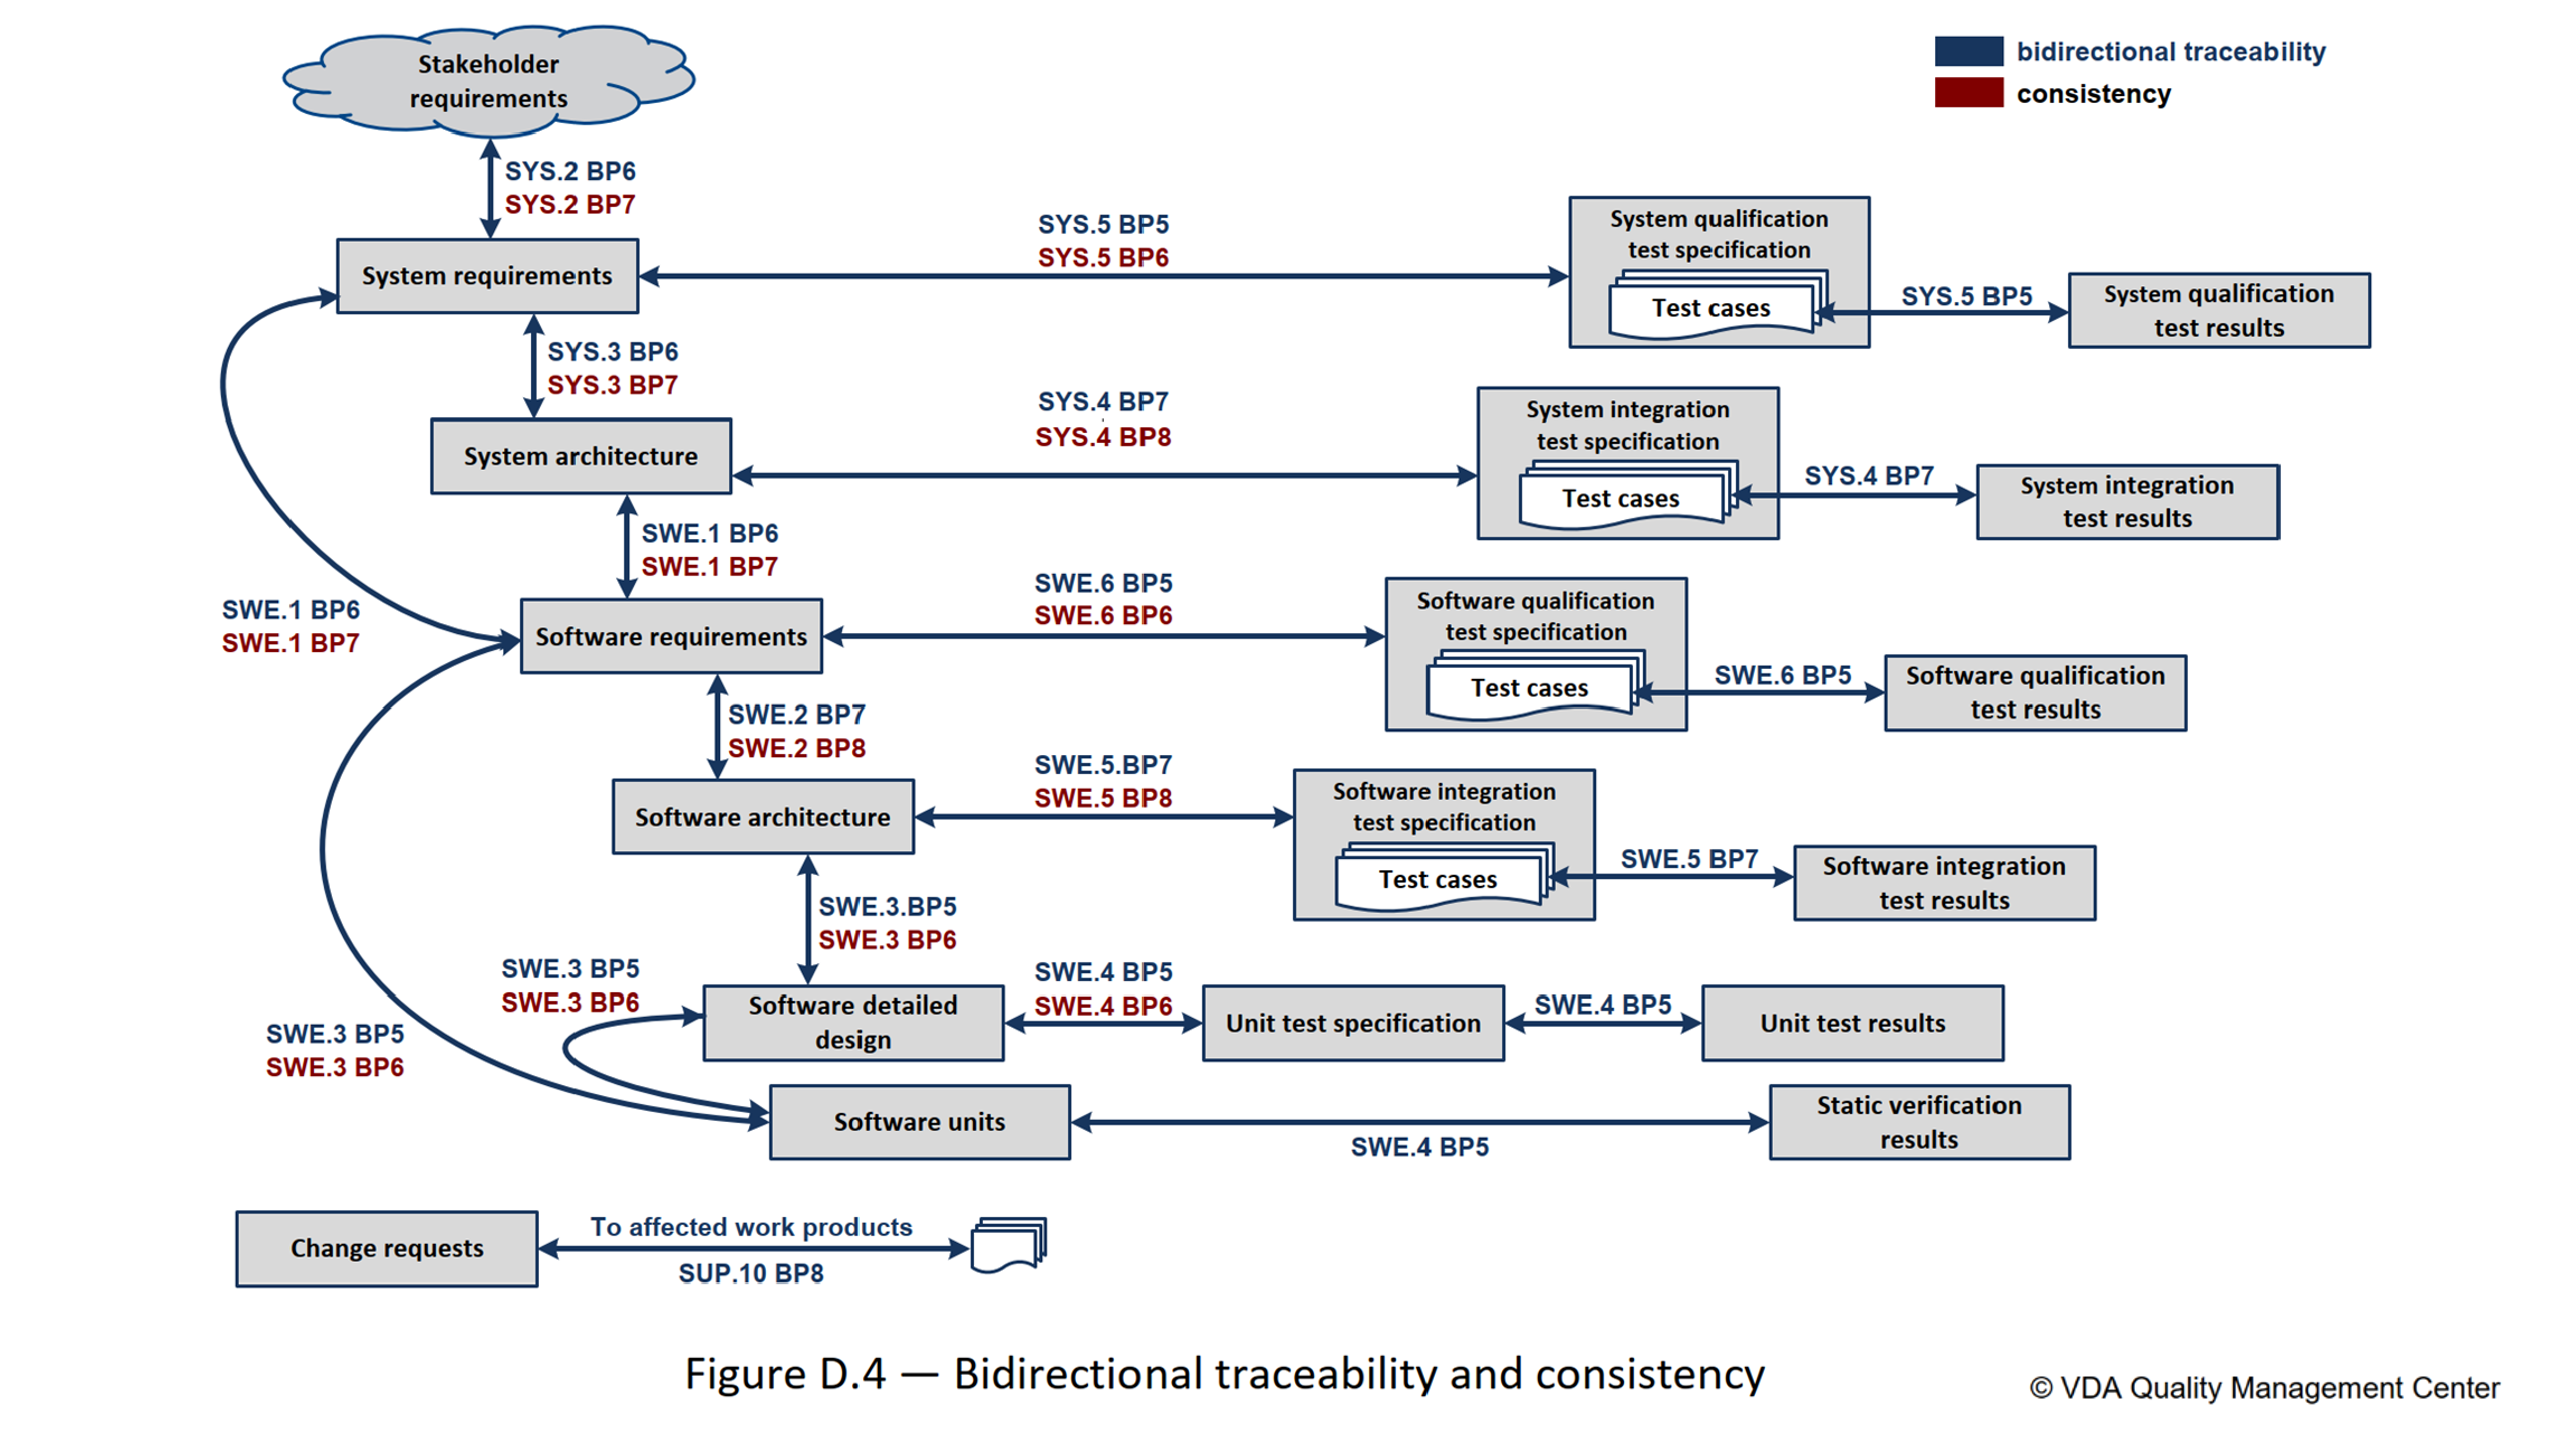 Stakeholder
requirements
bidirectional traceability
consistency
SYS.2 BP6
SYS.2 BP7
System requirements
SYS.5 BP5
SYS.5 BP6
System qualification
test specification
Test cases
SYS.5 BP5
System qualification
test results
SYS.3 BP6
SYS.3 BP7
System architecture
SYS.4 BP7
SYS.4 BP8
System integration
test specification
Test cases
SYS.4 BP7
System integration
test results
SWE.1 BP6
SWE.1 BP7
SWE.1 BP6
SWE.1 BP7
Software requirements
SWE.6 BP5
SWE.6 BP6
Software qualification
test specification
Test cases
SWE.6 BP5
Software qualification
test results
SWE.2 BP7
SWE.2 BP8
Software architecture
SWE.5.BP7
SWE.5 BP8
Software integration
test specification
Test cases
SWE.5 BP7
Software integration
test results
SWE.3.BP5
SWE.3 BP6
SWE.3 BP5
SWE.3 BP6
SWE.3 BP5
SWE.3 BP6
Software detailed
design
SWE.4 BP5
SWE.4 BP6
Unit test specification
SWE.4 BP5
Unit test results
Software units
SWE.4 BP5
Static verification
results
Change requests
To affected work products
SUP.10 BP8
Figure D.4 — Bidirectional traceability and consistency
© VDA Quality Management Center